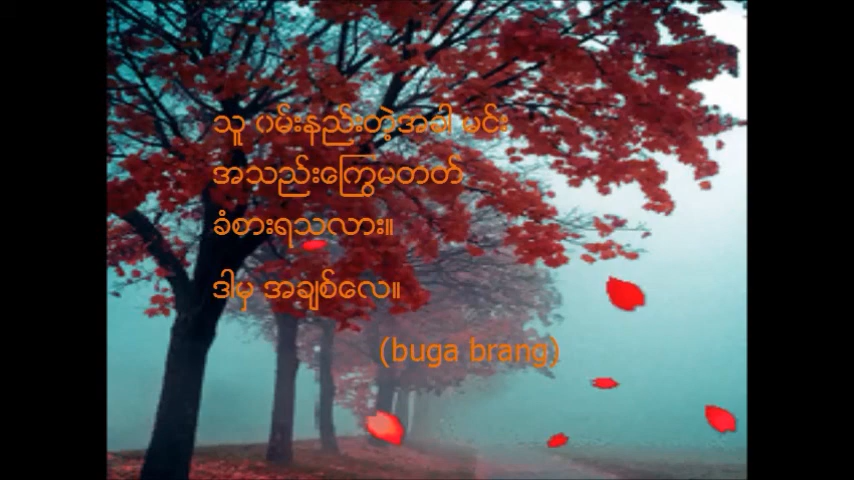 သူ ဝမ်းနည်းတဲ့အခါ မင်း
အသည်းကြွေမတတ်
ခံစားရသလား။
ဒါမှ အချစ်လေ။
(buga brang)